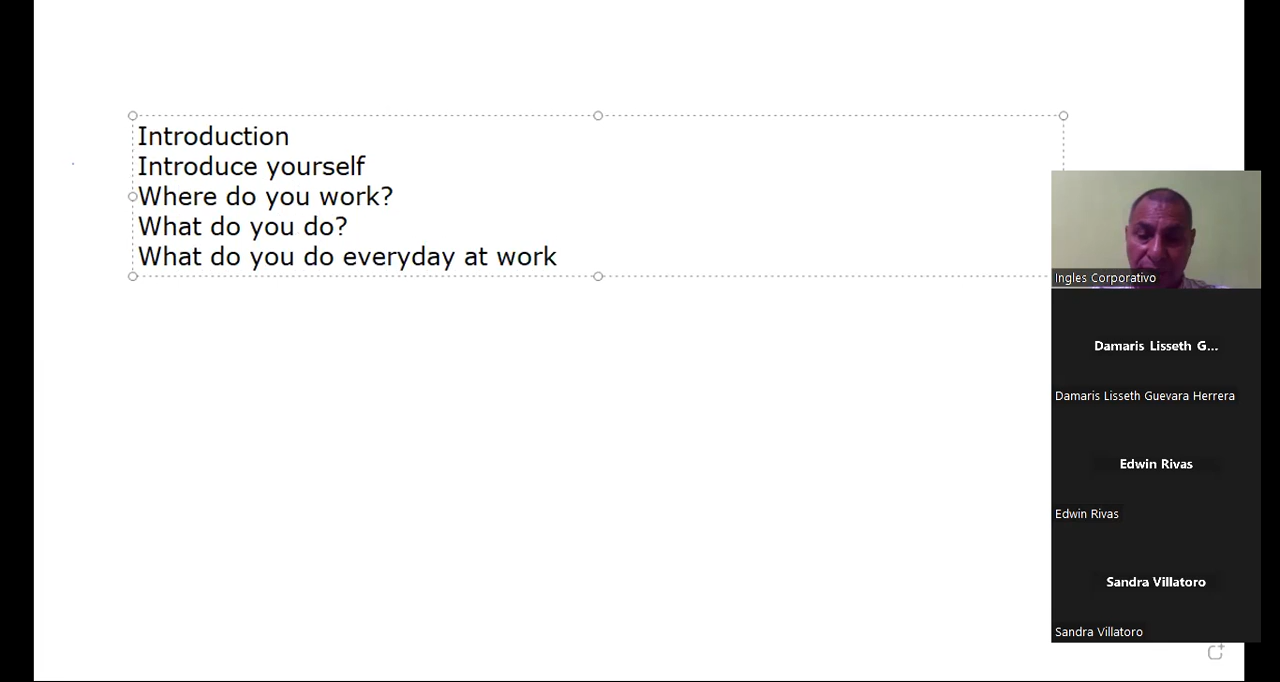 Introduction
Introduce yourself
Where do you work?
What do you do?
What do you do everyday at work
Ingles Corporativo
Damaris Lisseth G...
Damaris Lisseth Guevara Herrera
Edwin Rivas
Edwin Rivas
Sandra Villatoro
Sandra Villatoro